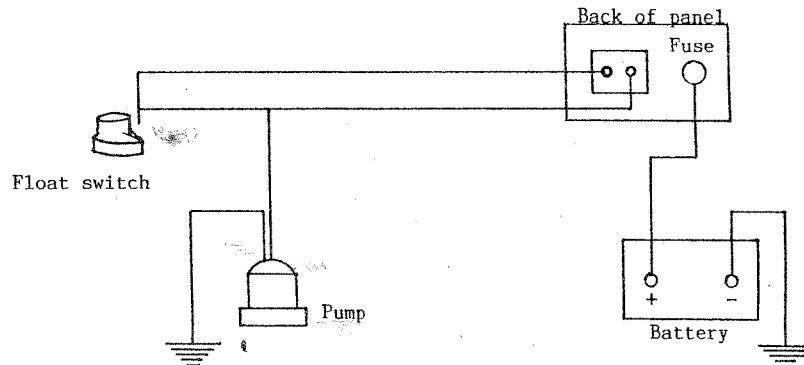 Back of panel
Fuse
Float switch
Pump
+ -
Battery